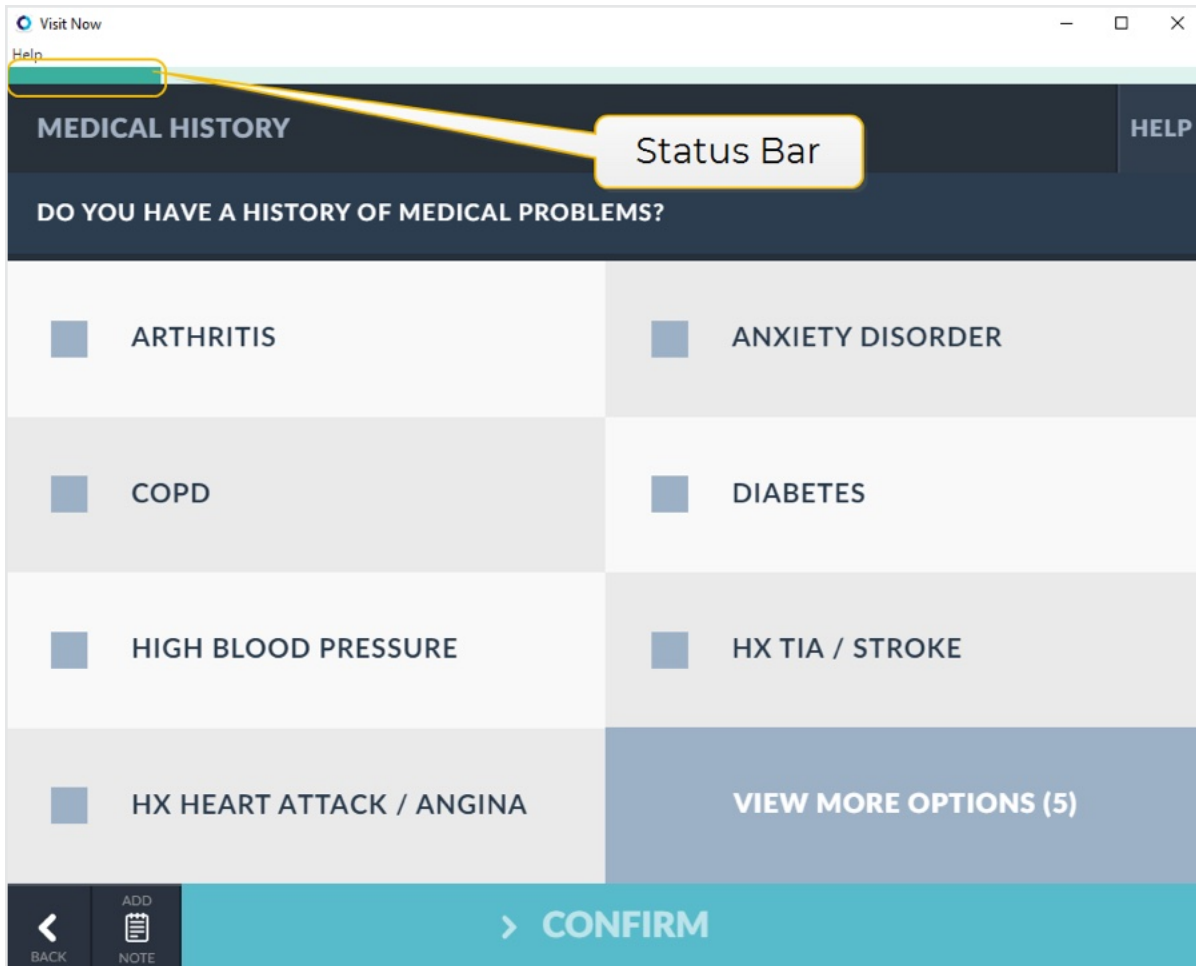 Visit Now
Help
Status Bar
MEDICAL HISTORY
HELP
DO YOU HAVE A HISTORY OF MEDICAL PROBLEMS?
ARTHRITIS
ANXIETY DISORDER
COPD
DIABETES
HIGH BLOOD PRESSURE
HX TIA / STROKE
HX HEART ATTACK / ANGINA
VIEW MORE OPTIONS (5)
BACK
ADD
NOTE
CONFIRM